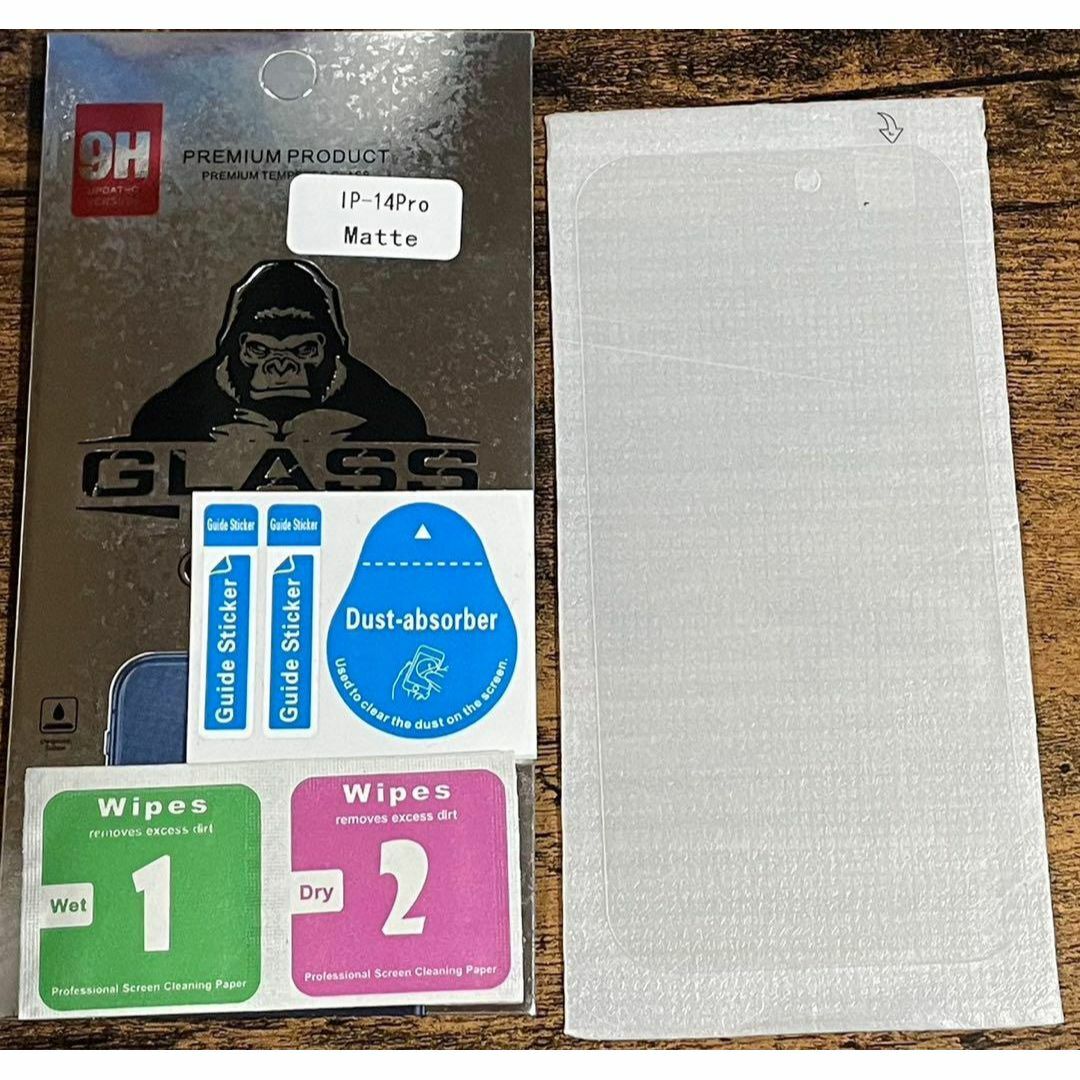 9H
PREMIUM PRODUCT
IP-14Pro
Matte
GLASS
Guide Sticker
Guide Sticker
Guide Sticker
Guide Sticker
Dust-absorber
Used to clear the dust on the screen.
Wipes
removes excess dirt
1
Wet
Professional Screen Cleaning Paper
Wipes
removes excess dirt
2
Dry
Professional Screen Cleaning Paper